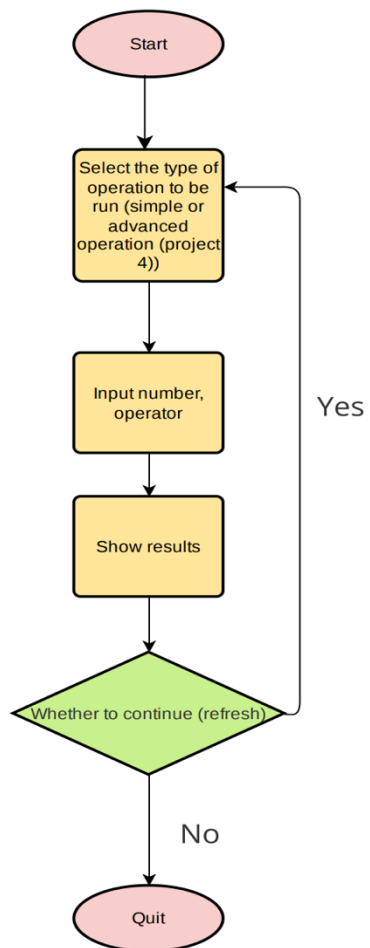 Start
Select the type of
operation to be
run (simple or
advanced
operation (project
4))
Input number,
operator
Yes
Show results
Whether to continue (refresh)
No
Quit